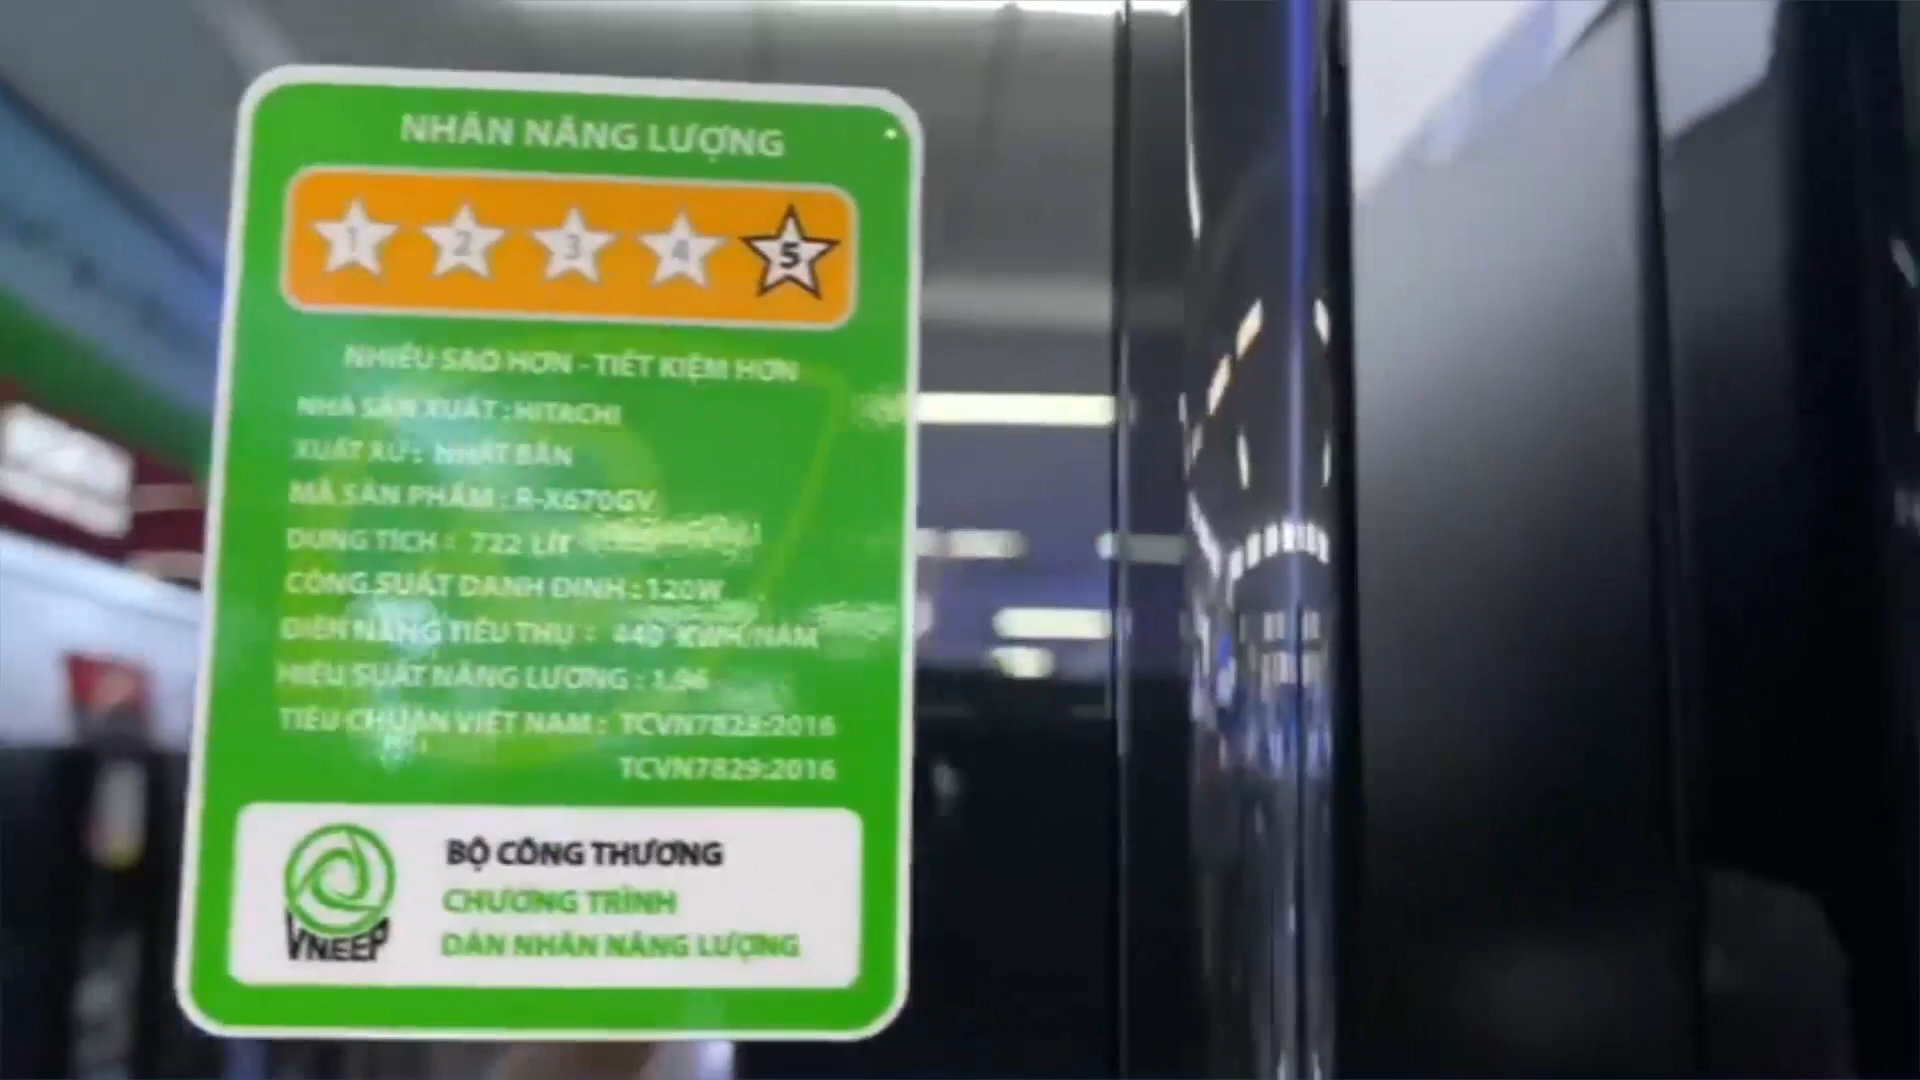 NHÃN NĂNG LƯỢNG
1 2 3 4 5
NHIỀU SAO HƠN - TIẾT KIỆM HƠN
NHÀ SẢN XUẤT : HITACHI
XUẤT XỨ : NHẬT BẢN
MÃ SẢN PHẨM : R-X670GV
DUNG TÍCH : 722 LÍT
CÔNG SUẤT DANH ĐỊNH : 120W
ĐIỆN NĂNG TIÊU THỤ : KWH/NĂM
HIỆU SUẤT NĂNG LƯỢNG : 1.96
TIÊU CHUẨN VIỆT NAM : TCVN7828:2016
TCVN7829:2016
BỘ CÔNG THƯƠNG
CHƯƠNG TRÌNH
DÁN NHÃN NĂNG LƯỢNG
VNEEP